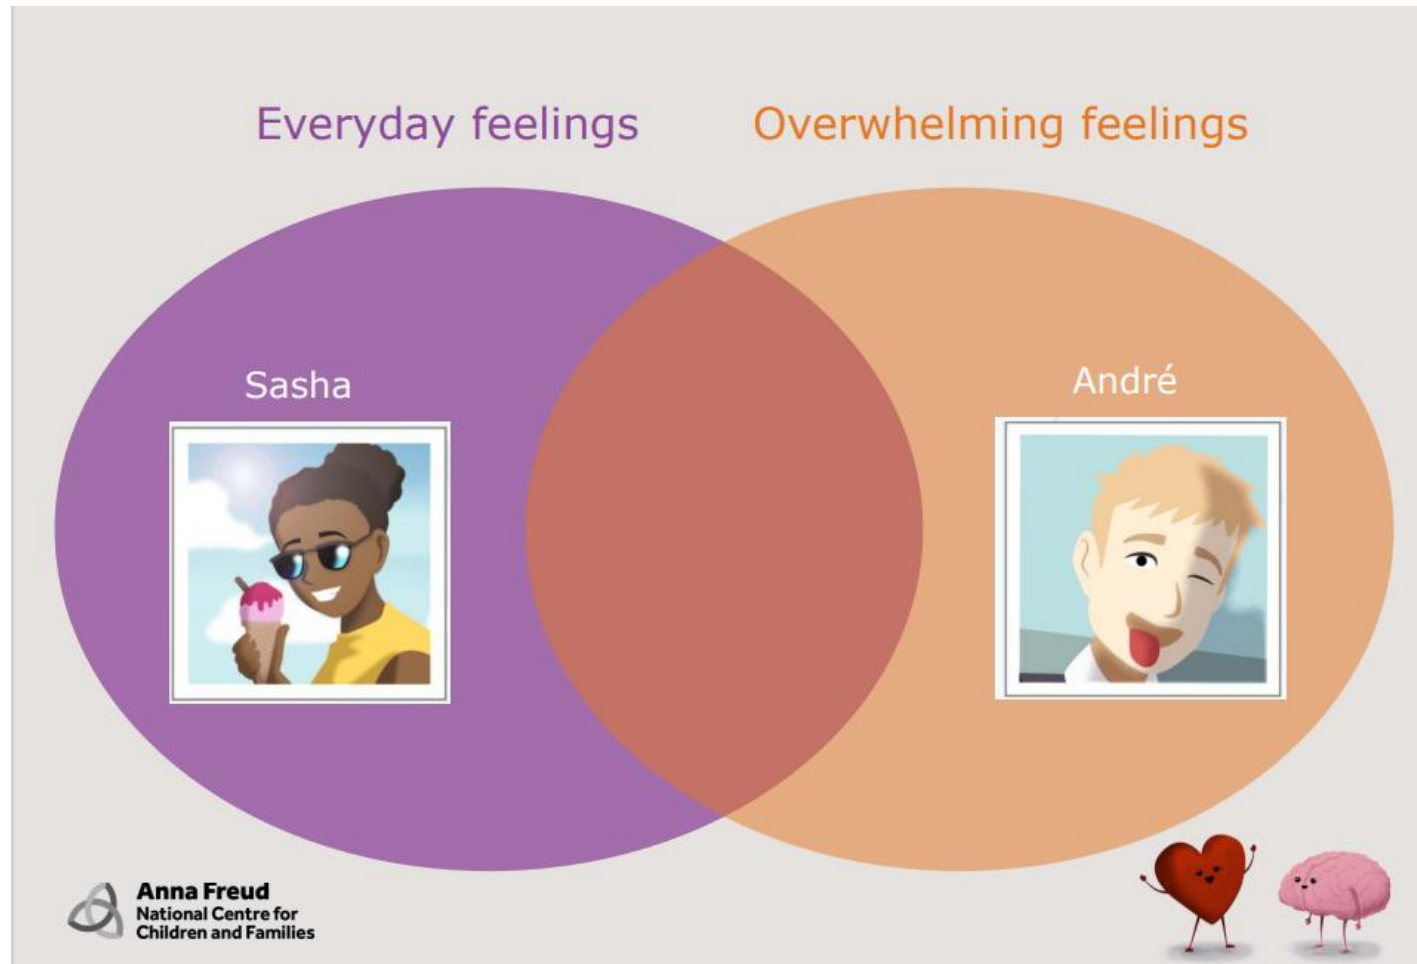 Everyday feelings
Overwhelming feelings
Sasha
André
Anna Freud
National Centre for
Children and Families